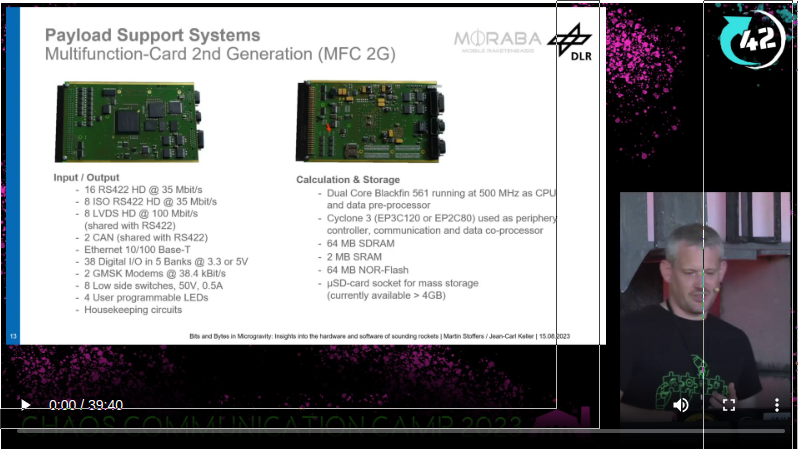 Payload Support Systems
Multifunction-Card 2nd Generation (MFC 2G)
MORABA
MOBILE RAKETENBASIS
DLR
42
Input / Output
- 16 RS422 HD @ 35 Mbit/s
- 8 ISO RS422 HD @ 35 Mbit/s
- 8 LVDS HD @ 100 Mbit/s
(shared with RS422)
- 2 CAN (shared with RS422)
- Ethernet 10/100 Base-T
- 38 Digital I/O in 5 Banks @ 3.3 or 5V
- 2 GMSK Modems @ 38.4 kBit/s
- 8 Low side switches, 50V, 0.5A
- 4 User programmable LEDs
- Housekeeping circuits
Calculation & Storage
- Dual Core Blackfin 561 running at 500 MHz as CPU
and data pre-processor
- Cyclone 3 (EP3C120 or EP2C80) used as periphery
controller, communication and data co-processor
- 64 MB SDRAM
- 2 MB SRAM
- 64 MB NOR-Flash
- µSD-card socket for mass storage
(currently available > 4GB)
13
Bits and Bytes in Microgravity: Insights into the hardware and software of sounding rockets | Martin Stoffers / Jean-Carl Keller | 15.08.2023
0:00 / 39:40
CHAOS COMMUNICATION CAMP 2023